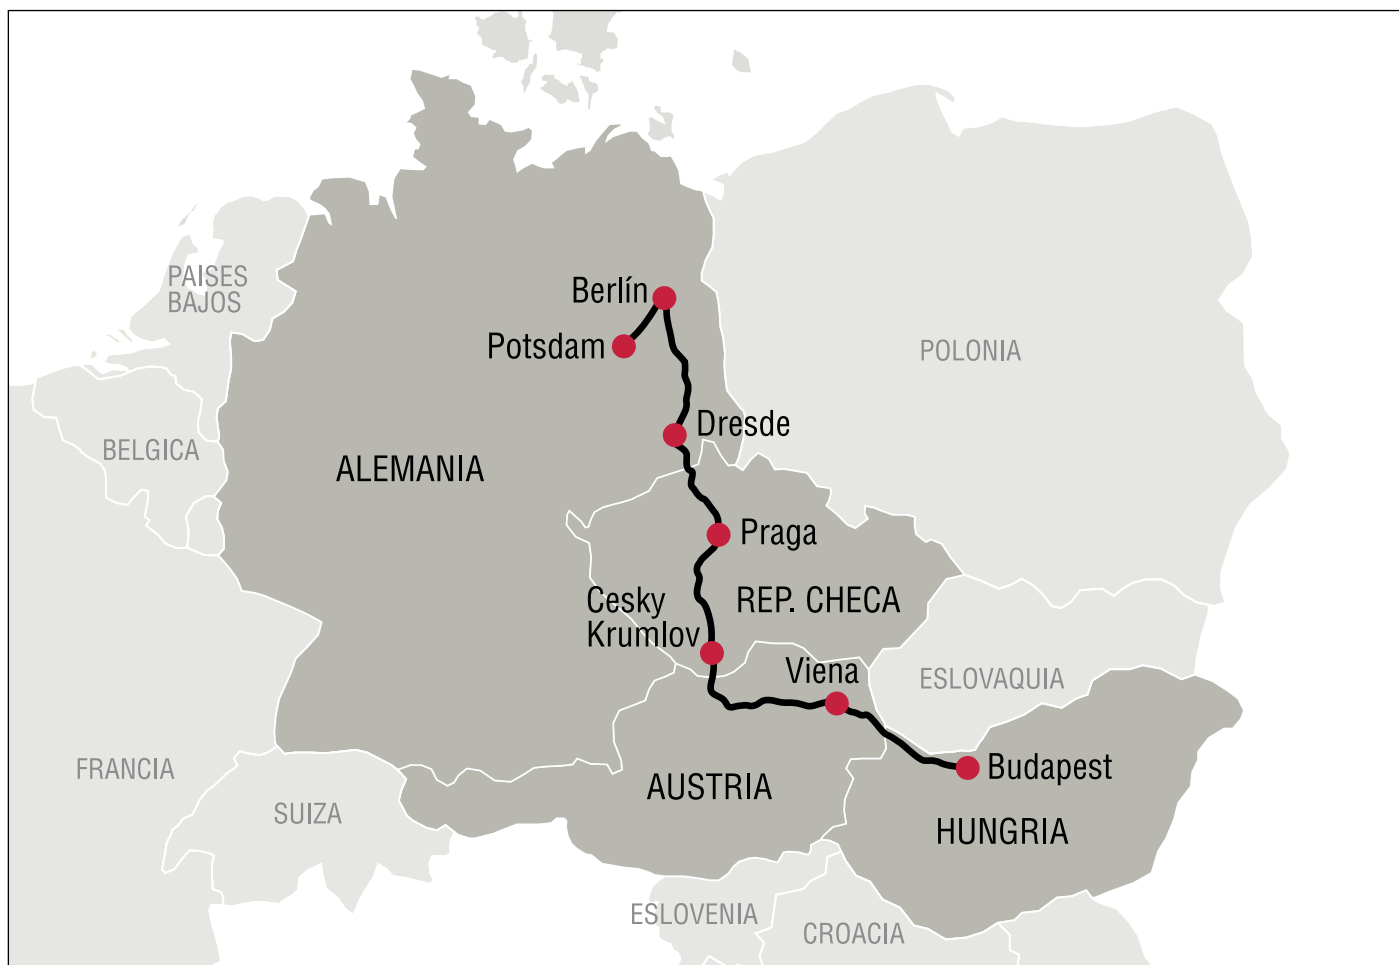 PAISES
BAJOS
Berlín
Potsdam
POLONIA
BELGICA
Dresde
ALEMANIA
Praga
Cesky
Krumlov
REP. CHECA
Viena
ESLOVAQUIA
FRANCIA
SUIZA
AUSTRIA
Budapest
HUNGRIA
ESLOVENIA
CROACIA